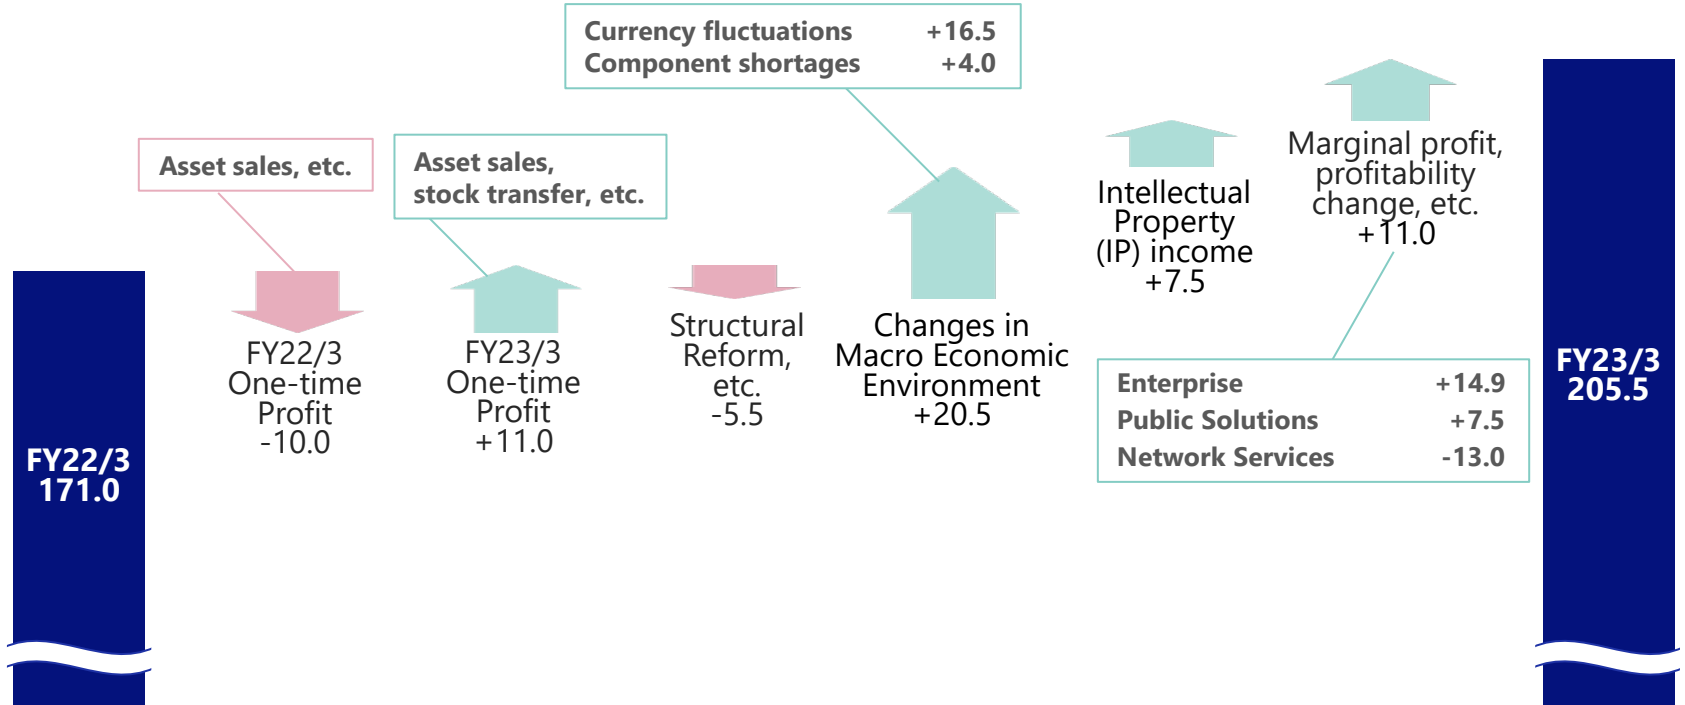 Currency fluctuations +16.5
Component shortages +4.0
Asset sales, etc.
Asset sales,
stock transfer, etc.
FY22/3
171.0
FY22/3
One-time
Profit
-10.0
FY23/3
One-time
Profit
+11.0
Structural
Reform,
etc.
-5.5
Changes in
Macro Economic
Environment
+20.5
Intellectual
Property
(IP) income
+7.5
Marginal profit,
profitability
change, etc.
+11.0
Enterprise +14.9
Public Solutions +7.5
Network Services -13.0
FY23/3
205.5